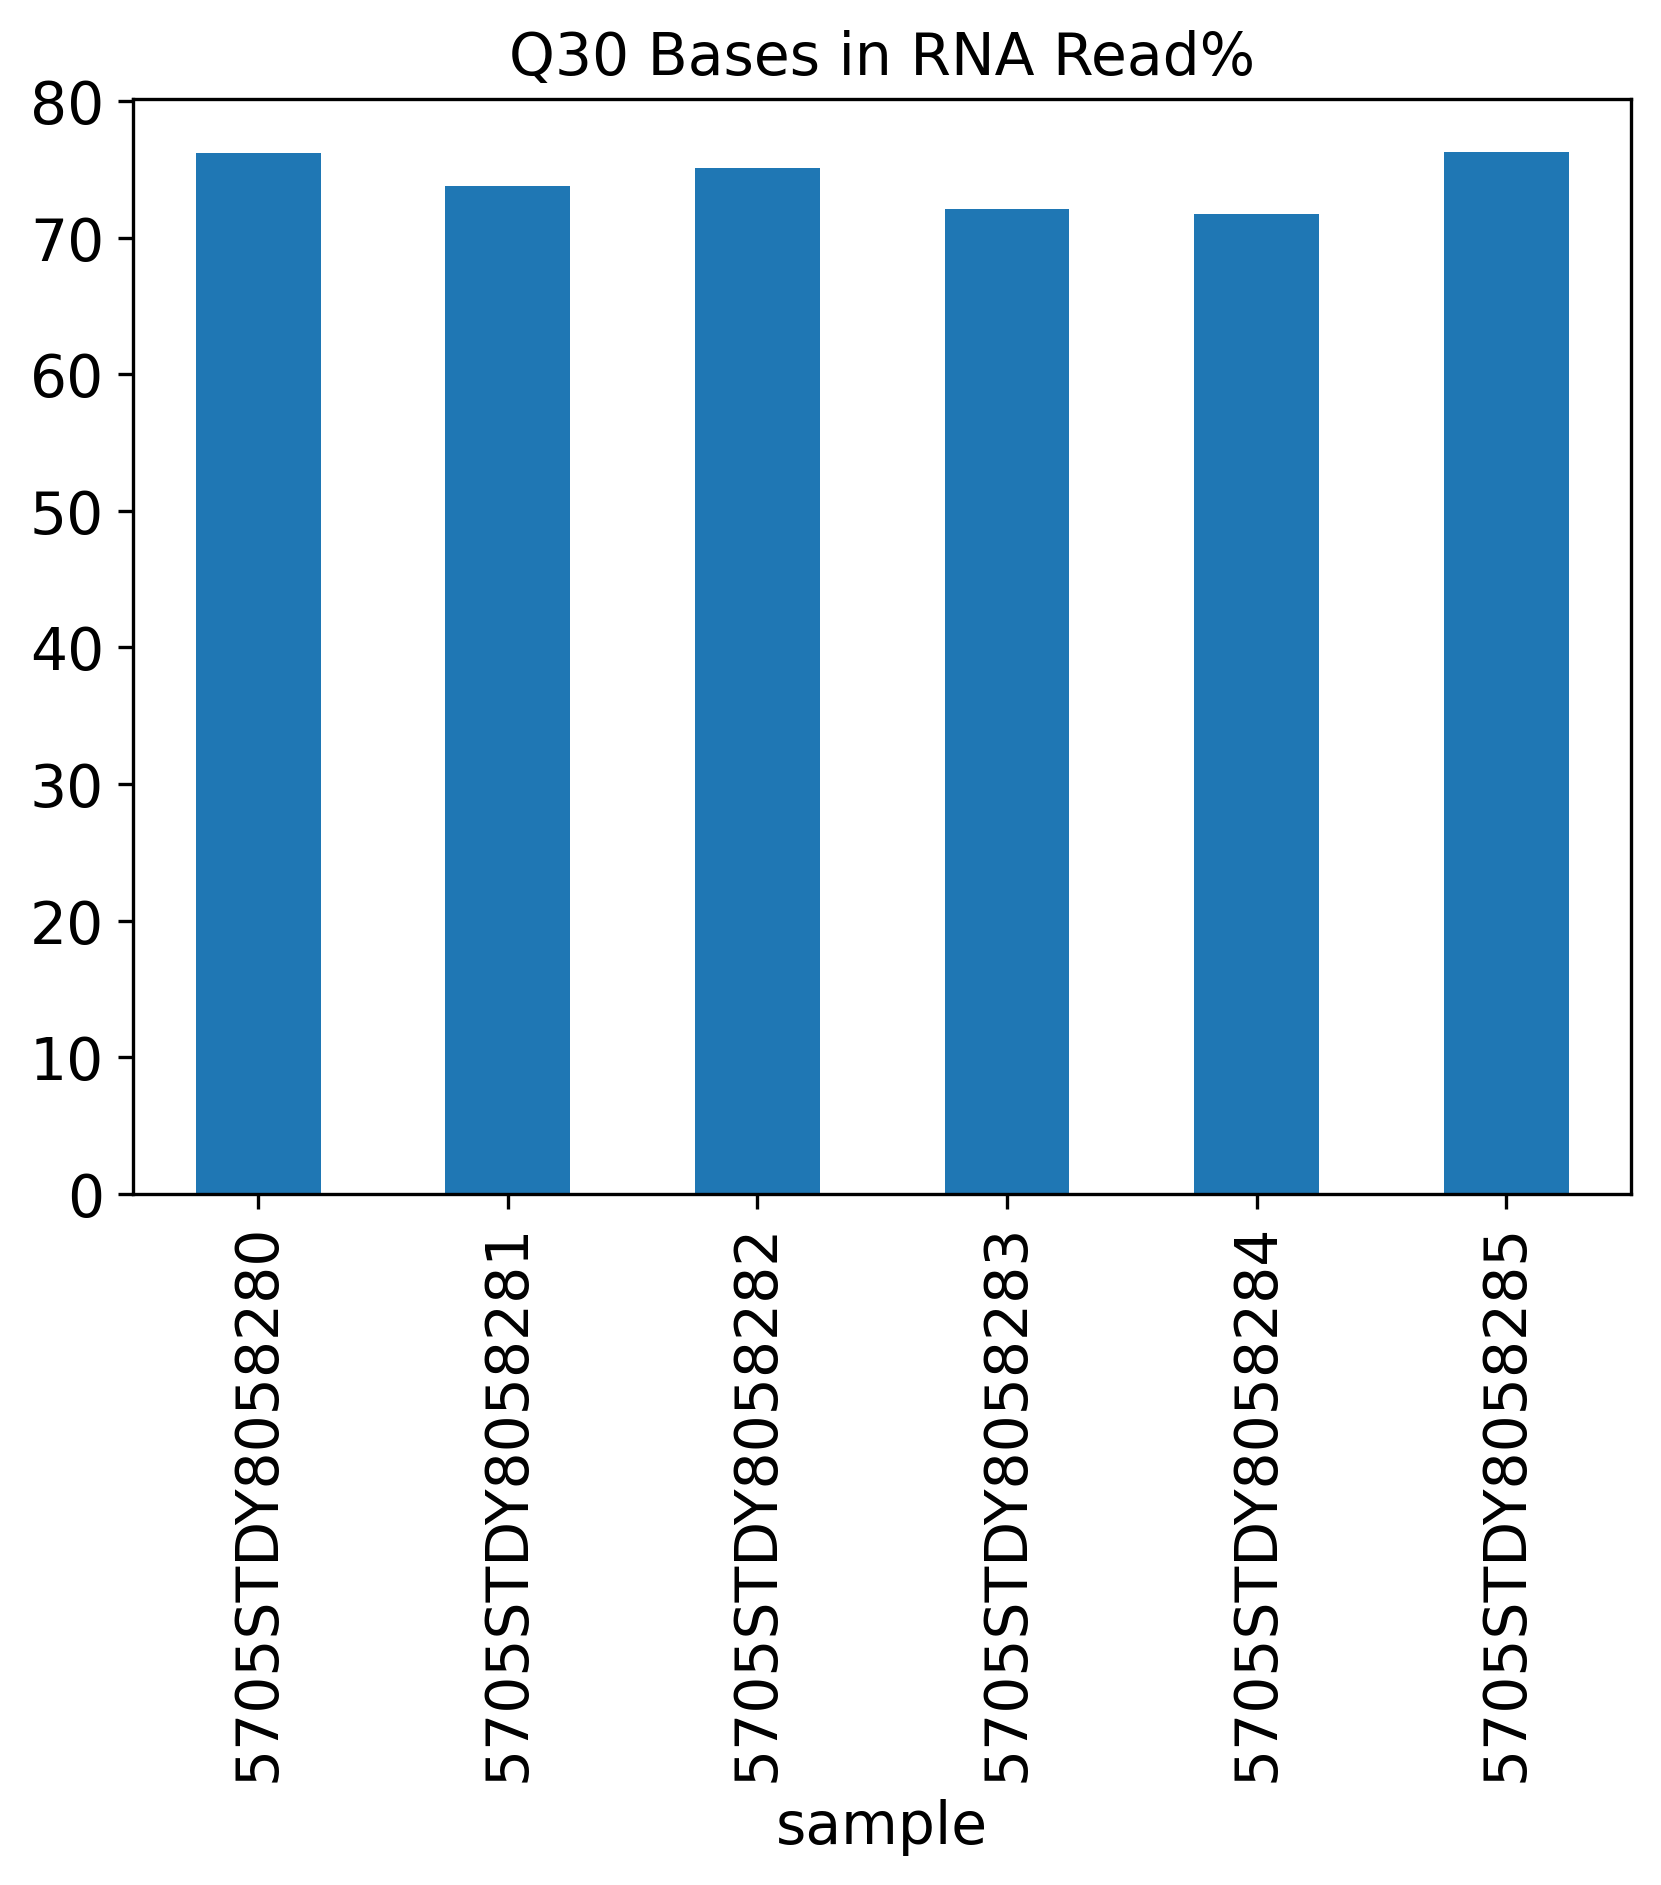 Q30 Bases in RNA Read%
80
70
60
50
40
30
20
10
0
5705STDY8058280
5705STDY8058281
5705STDY8058282
5705STDY8058283
5705STDY8058284
5705STDY8058285
sample